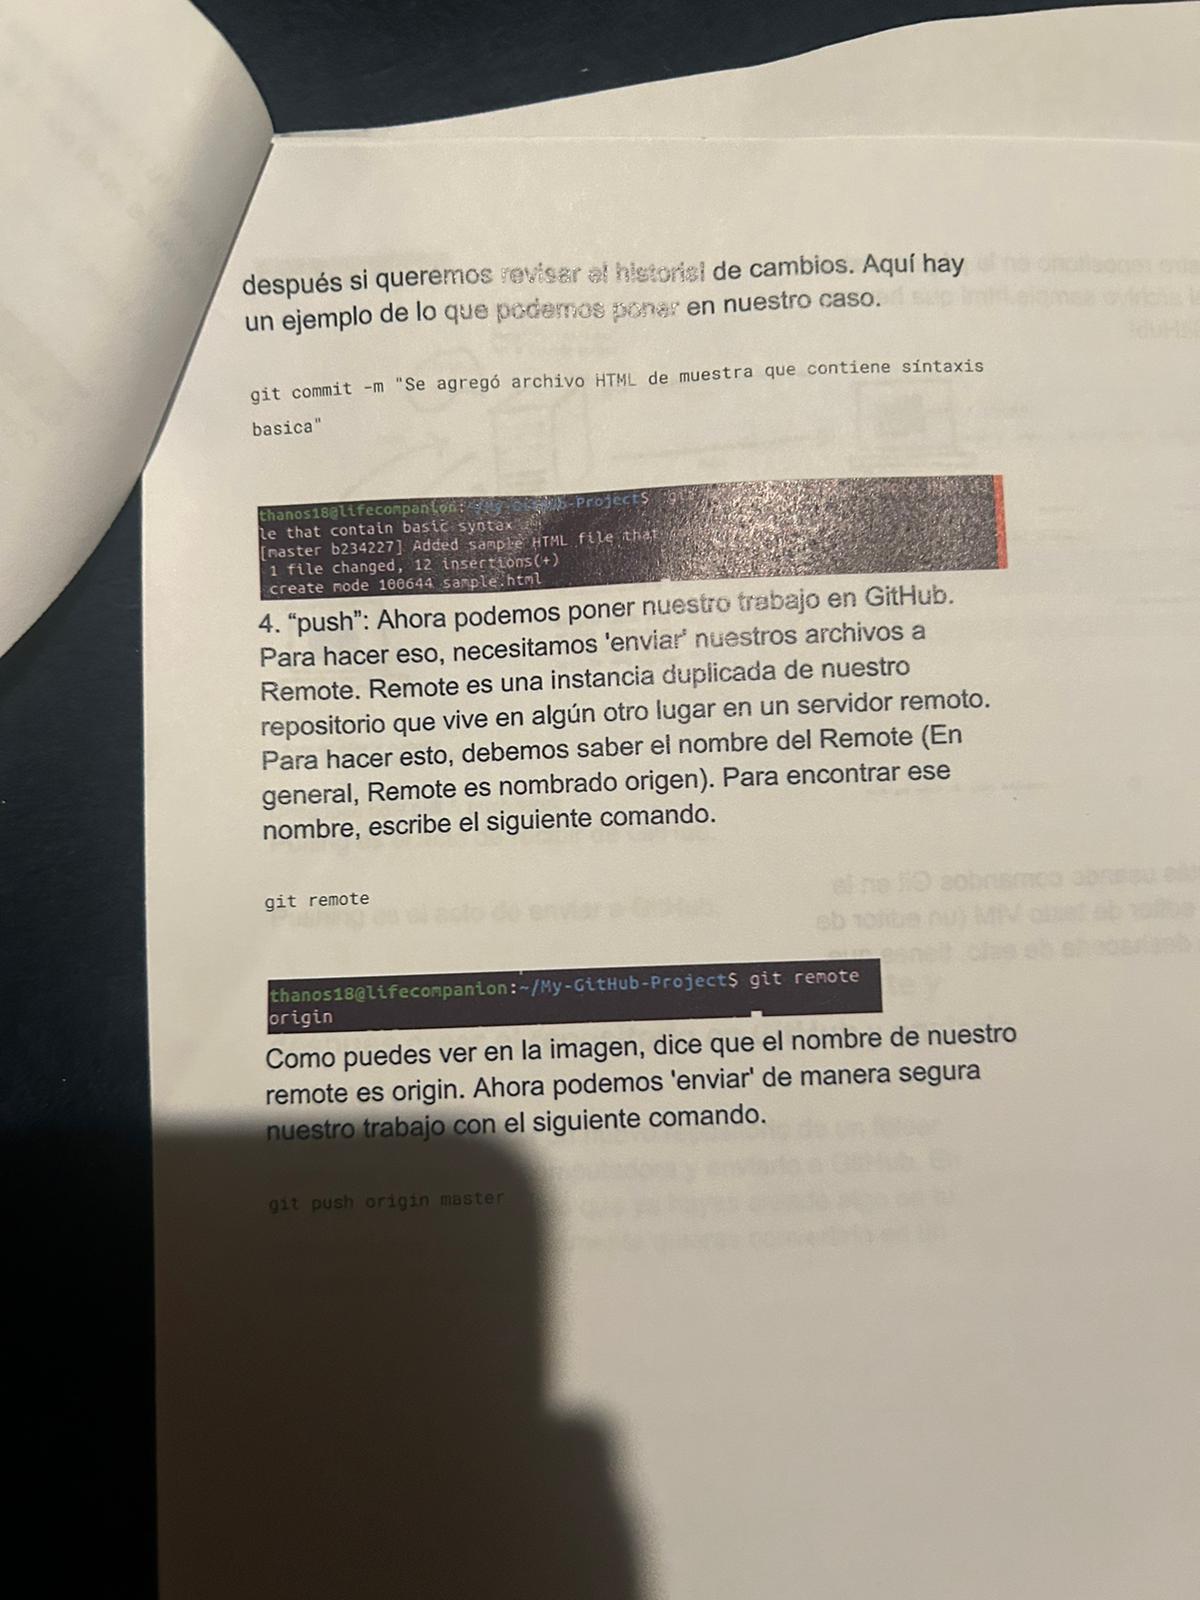 después si queremos revisar el historial de cambios. Aquí hay
un ejemplo de lo que podemos poner en nuestro caso.
git commit -m "Se agregó archivo HTML de muestra que contiene síntaxis
basica"
thanos18@lifecompanion:~/My-GitHub-Project$ git
le that contain basic syntax
[master b234227] Added sample HTML file that
1 file changed, 12 insertions(+)
create mode 100644 sample.html
4. “push”: Ahora podemos poner nuestro trabajo en GitHub.
Para hacer eso, necesitamos 'enviar' nuestros archivos a
Remote. Remote es una instancia duplicada de nuestro
repositorio que vive en algún otro lugar en un servidor remoto.
Para hacer esto, debemos saber el nombre del Remote (En
general, Remote es nombrado origen). Para encontrar ese
nombre, escribe el siguiente comando.
git remote
thanos18@lifecompanion:~/My-GitHub-Project$ git remote
origin
Como puedes ver en la imagen, dice que el nombre de nuestro
remote es origin. Ahora podemos 'enviar' de manera segura
nuestro trabajo con el siguiente comando.
git push origin master